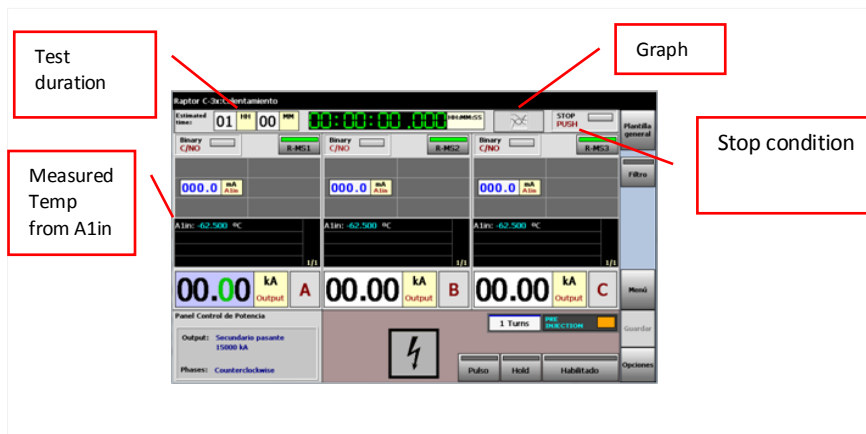 Test
duration
Graph
Stop condition
Measured
Temp
from A1in
Raptor C-3x:Calentamiento
Estimated
time:
01 HH 00 MM
00:00:00,000 HH:MM:SS
STOP
PUSH
Plantilla
general
Binary
C/NO
R-MS1
Binary
C/NO
R-MS2
Binary
C/NO
R-MS3
Filtro
000.0 mA
A1in
000.0 mA
A1in
000.0 mA
A1in
A1in: -62.500 ºC
1/1
A1in: -62.500 ºC
1/1
A1in: -62.500 ºC
1/1
00.00 kA
Output
A
00.00 kA
Output
B
00.00 kA
Output
C
Menú
Panel Control de Potencia
Output: Secundario pasante
15000 kA
Phases: Counterclockwise
1 Turns
PRE
INJECTION
Guardar
Pulso
Hold
Habilitado
Opciones